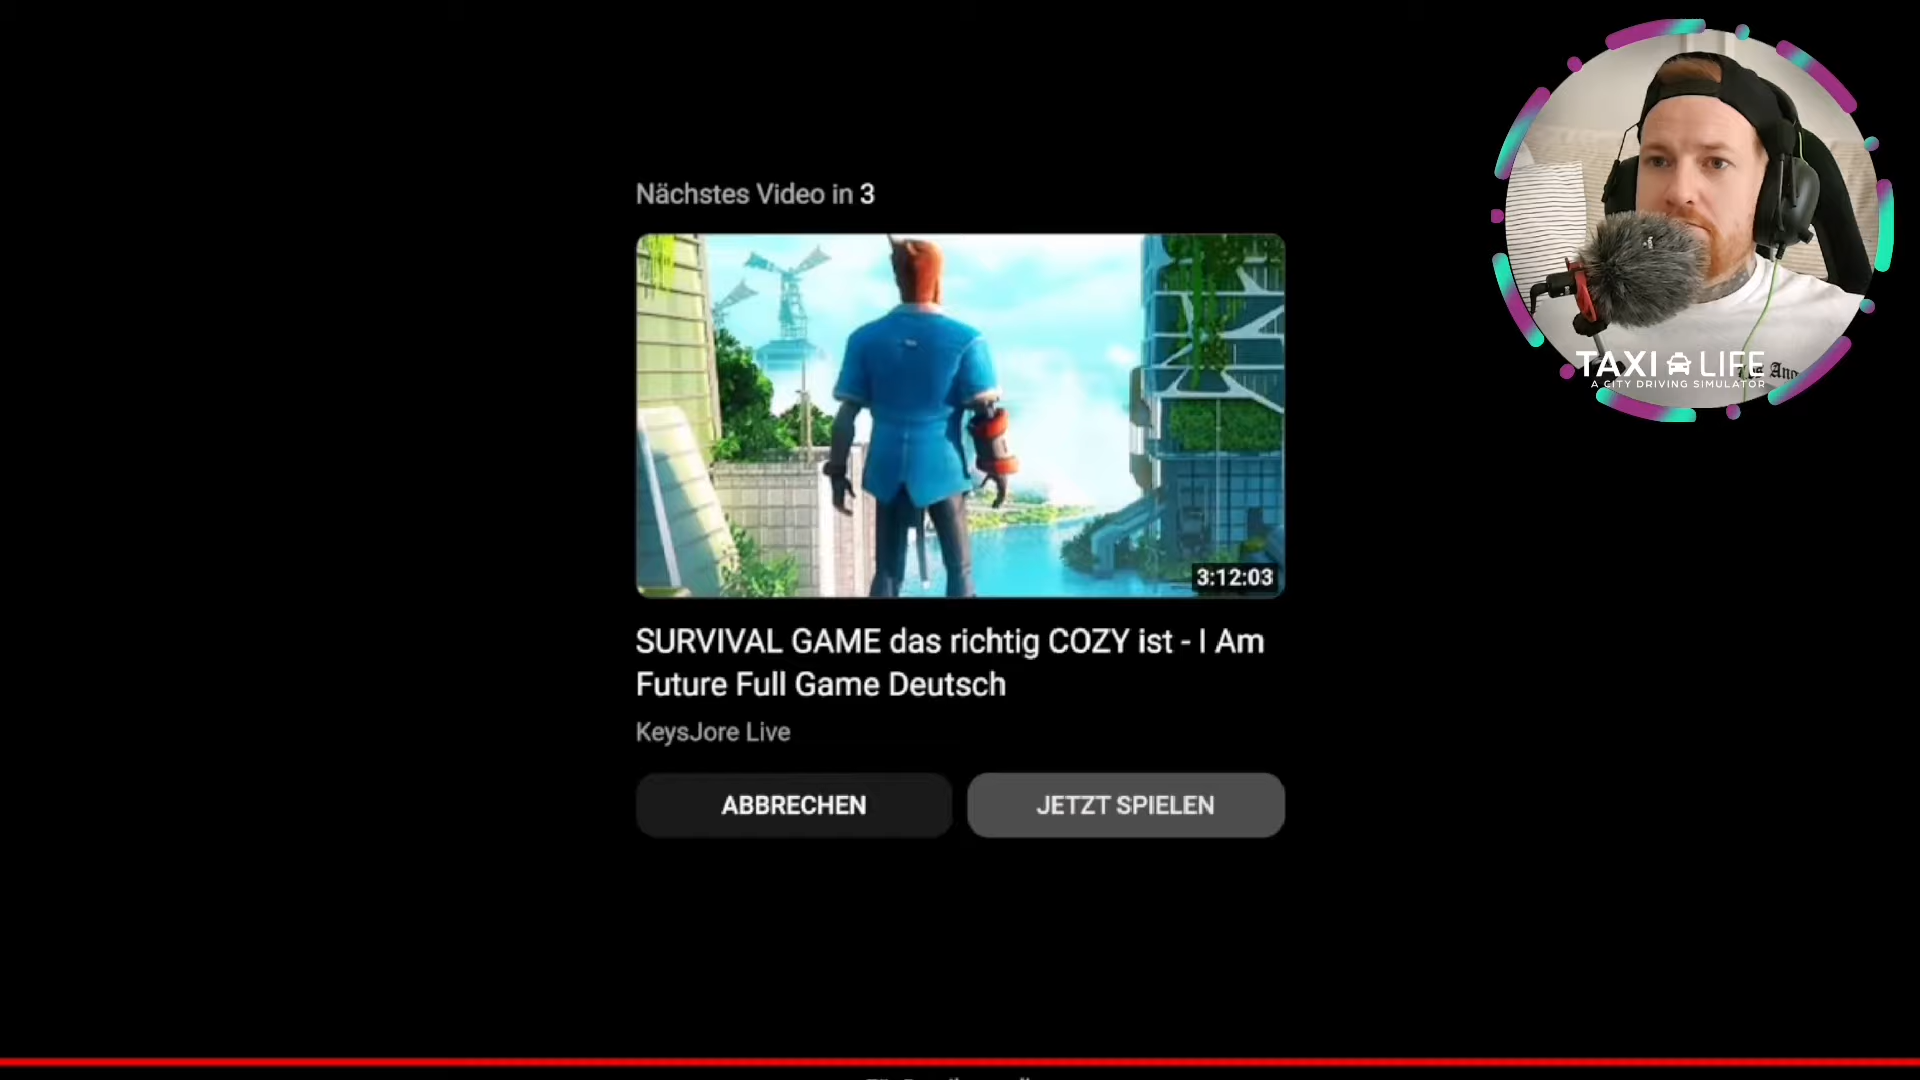 Nächstes Video in 3
3:12:03
SURVIVAL GAME das richtig COZY ist - I Am
Future Full Game Deutsch
KeysJore Live
ABBRECHEN
JETZT SPIELEN
TAXI LIFE
A CITY DRIVING SIMULATOR